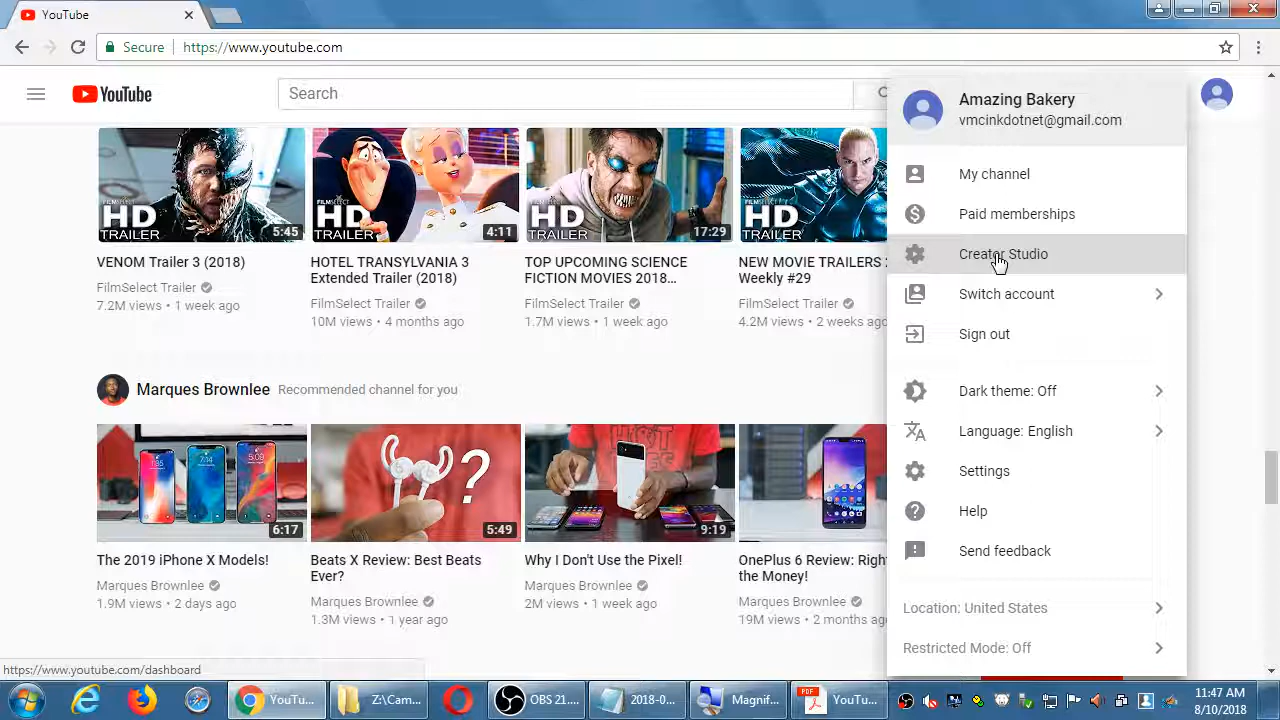 YouTube
Secure
https://www.youtube.com
YouTube
Search
HD
TRAILER
5:45
FILMSELECT
HD
TRAILER
4:11
FILMSELECT
HD
TRAILER
17:29
FILMSELECT
HD
TRAILER
VENOM Trailer 3 (2018)
FilmSelect Trailer
7.2M views • 1 week ago
HOTEL TRANSYLVANIA 3
Extended Trailer (2018)
FilmSelect Trailer
10M views • 4 months ago
TOP UPCOMING SCIENCE
FICTION MOVIES 2018...
FilmSelect Trailer
1.7M views • 1 week ago
NEW MOVIE TRAILERS
Weekly #29
FilmSelect Trailer
4.2M views • 2 weeks
Marques Brownlee Recommended channel for you
6:17
?
5:49
9:19
The 2019 iPhone X Models!
Marques Brownlee
1.9M views • 2 days ago
Beats X Review: Best Beats
Ever?
Marques Brownlee
1.3M views • 1 year ago
Why I Don't Use the Pixel!
Marques Brownlee
2M views • 1 week ago
OnePlus 6 Review: Righ
the Money!
Marques Brownlee
19M views • 2 months
Amazing Bakery
vmcinkdotnet@gmail.com
My channel
Paid memberships
Creator Studio
Switch account
Sign out
Dark theme: Off
Language: English
Settings
Help
Send feedback
Location: United States
Restricted Mode: Off
https://www.youtube.com/dashboard
YouTu...
Z:\Cam...
OBS 21....
2018-0...
Magnif...
PDF
YouTu...
11:47 AM
8/10/2018